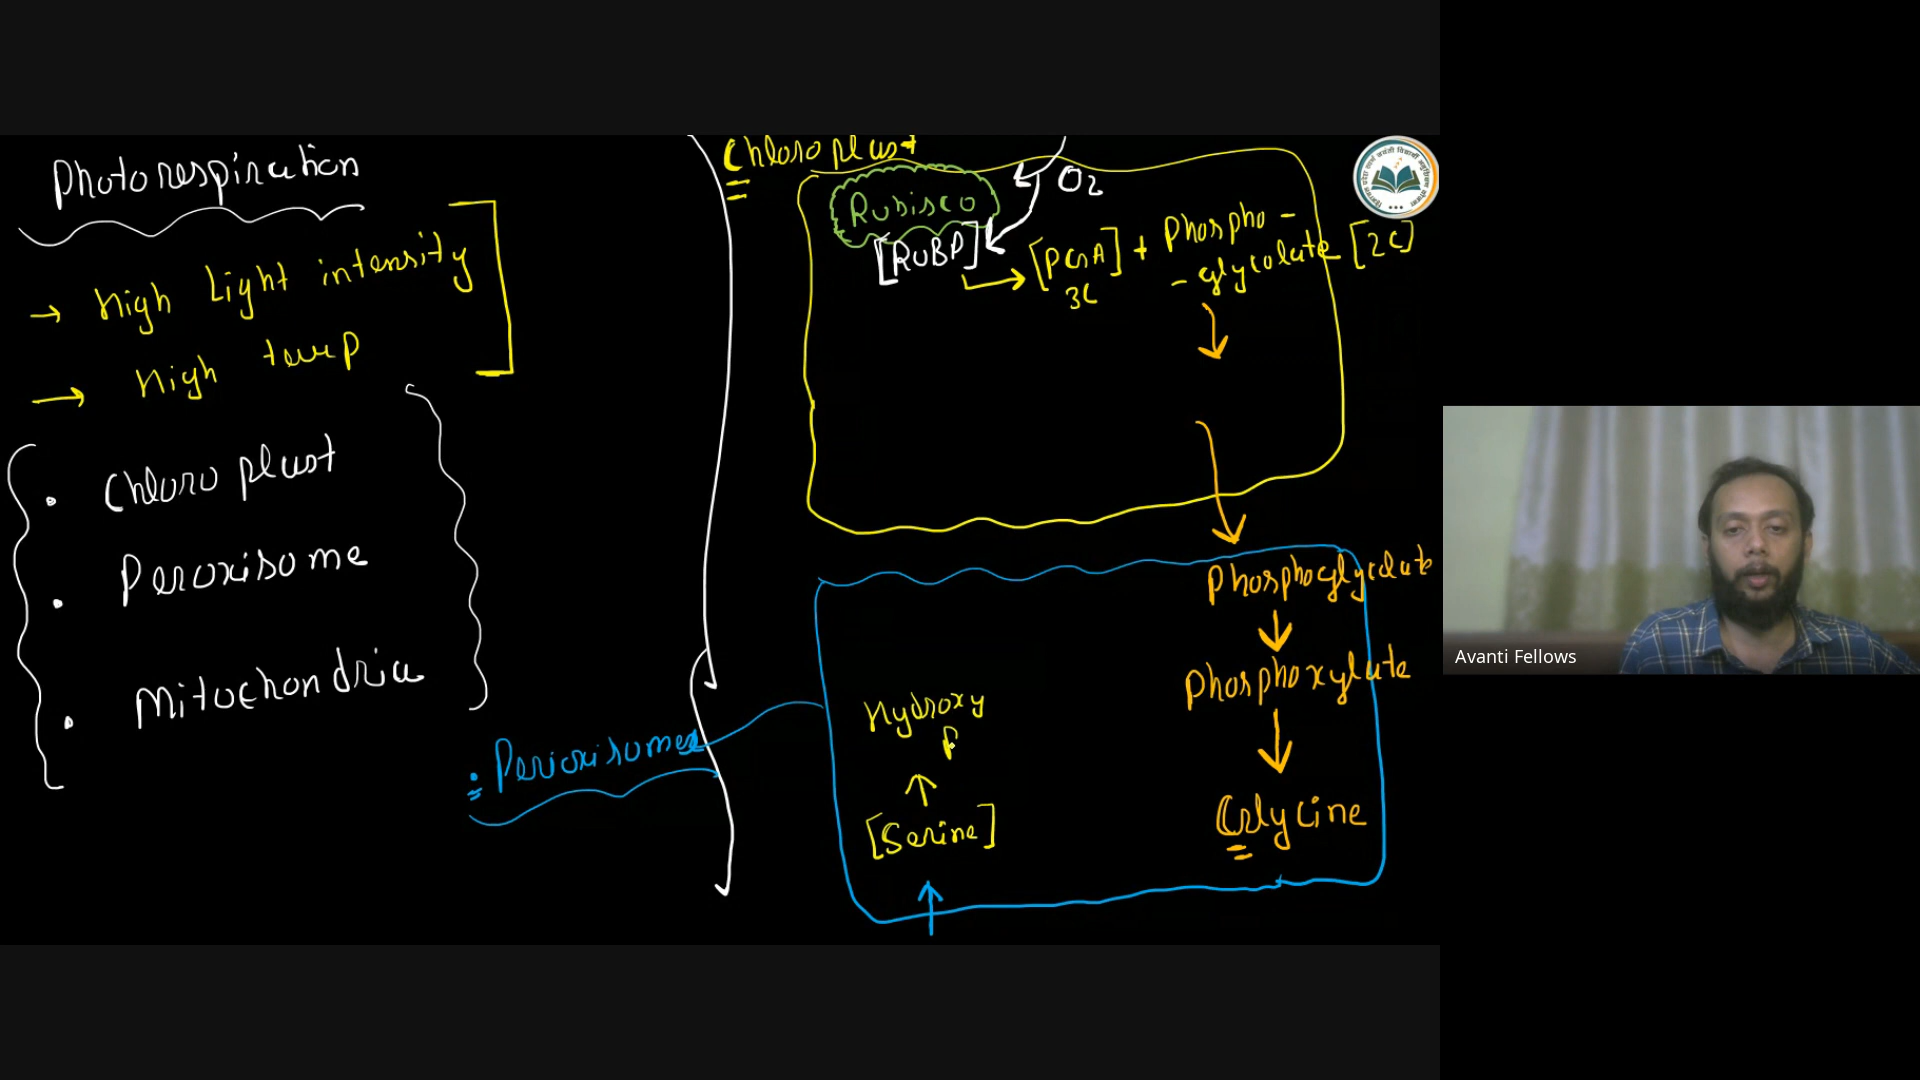 Photorespiration
→ High Light intensity
→ High temp
• Chloroplast
• Peroxisome
• Mitochondria
: Perioxisomes
Chloroplast
Rubisco
O2
[RuBP]
→ [PGA] + Phospho -
3C
- glycolate [2C]
Phosphoglycolate
Phosphoxylate
Glycine
Hydroxy
P
[Serine]
Avanti Fellows